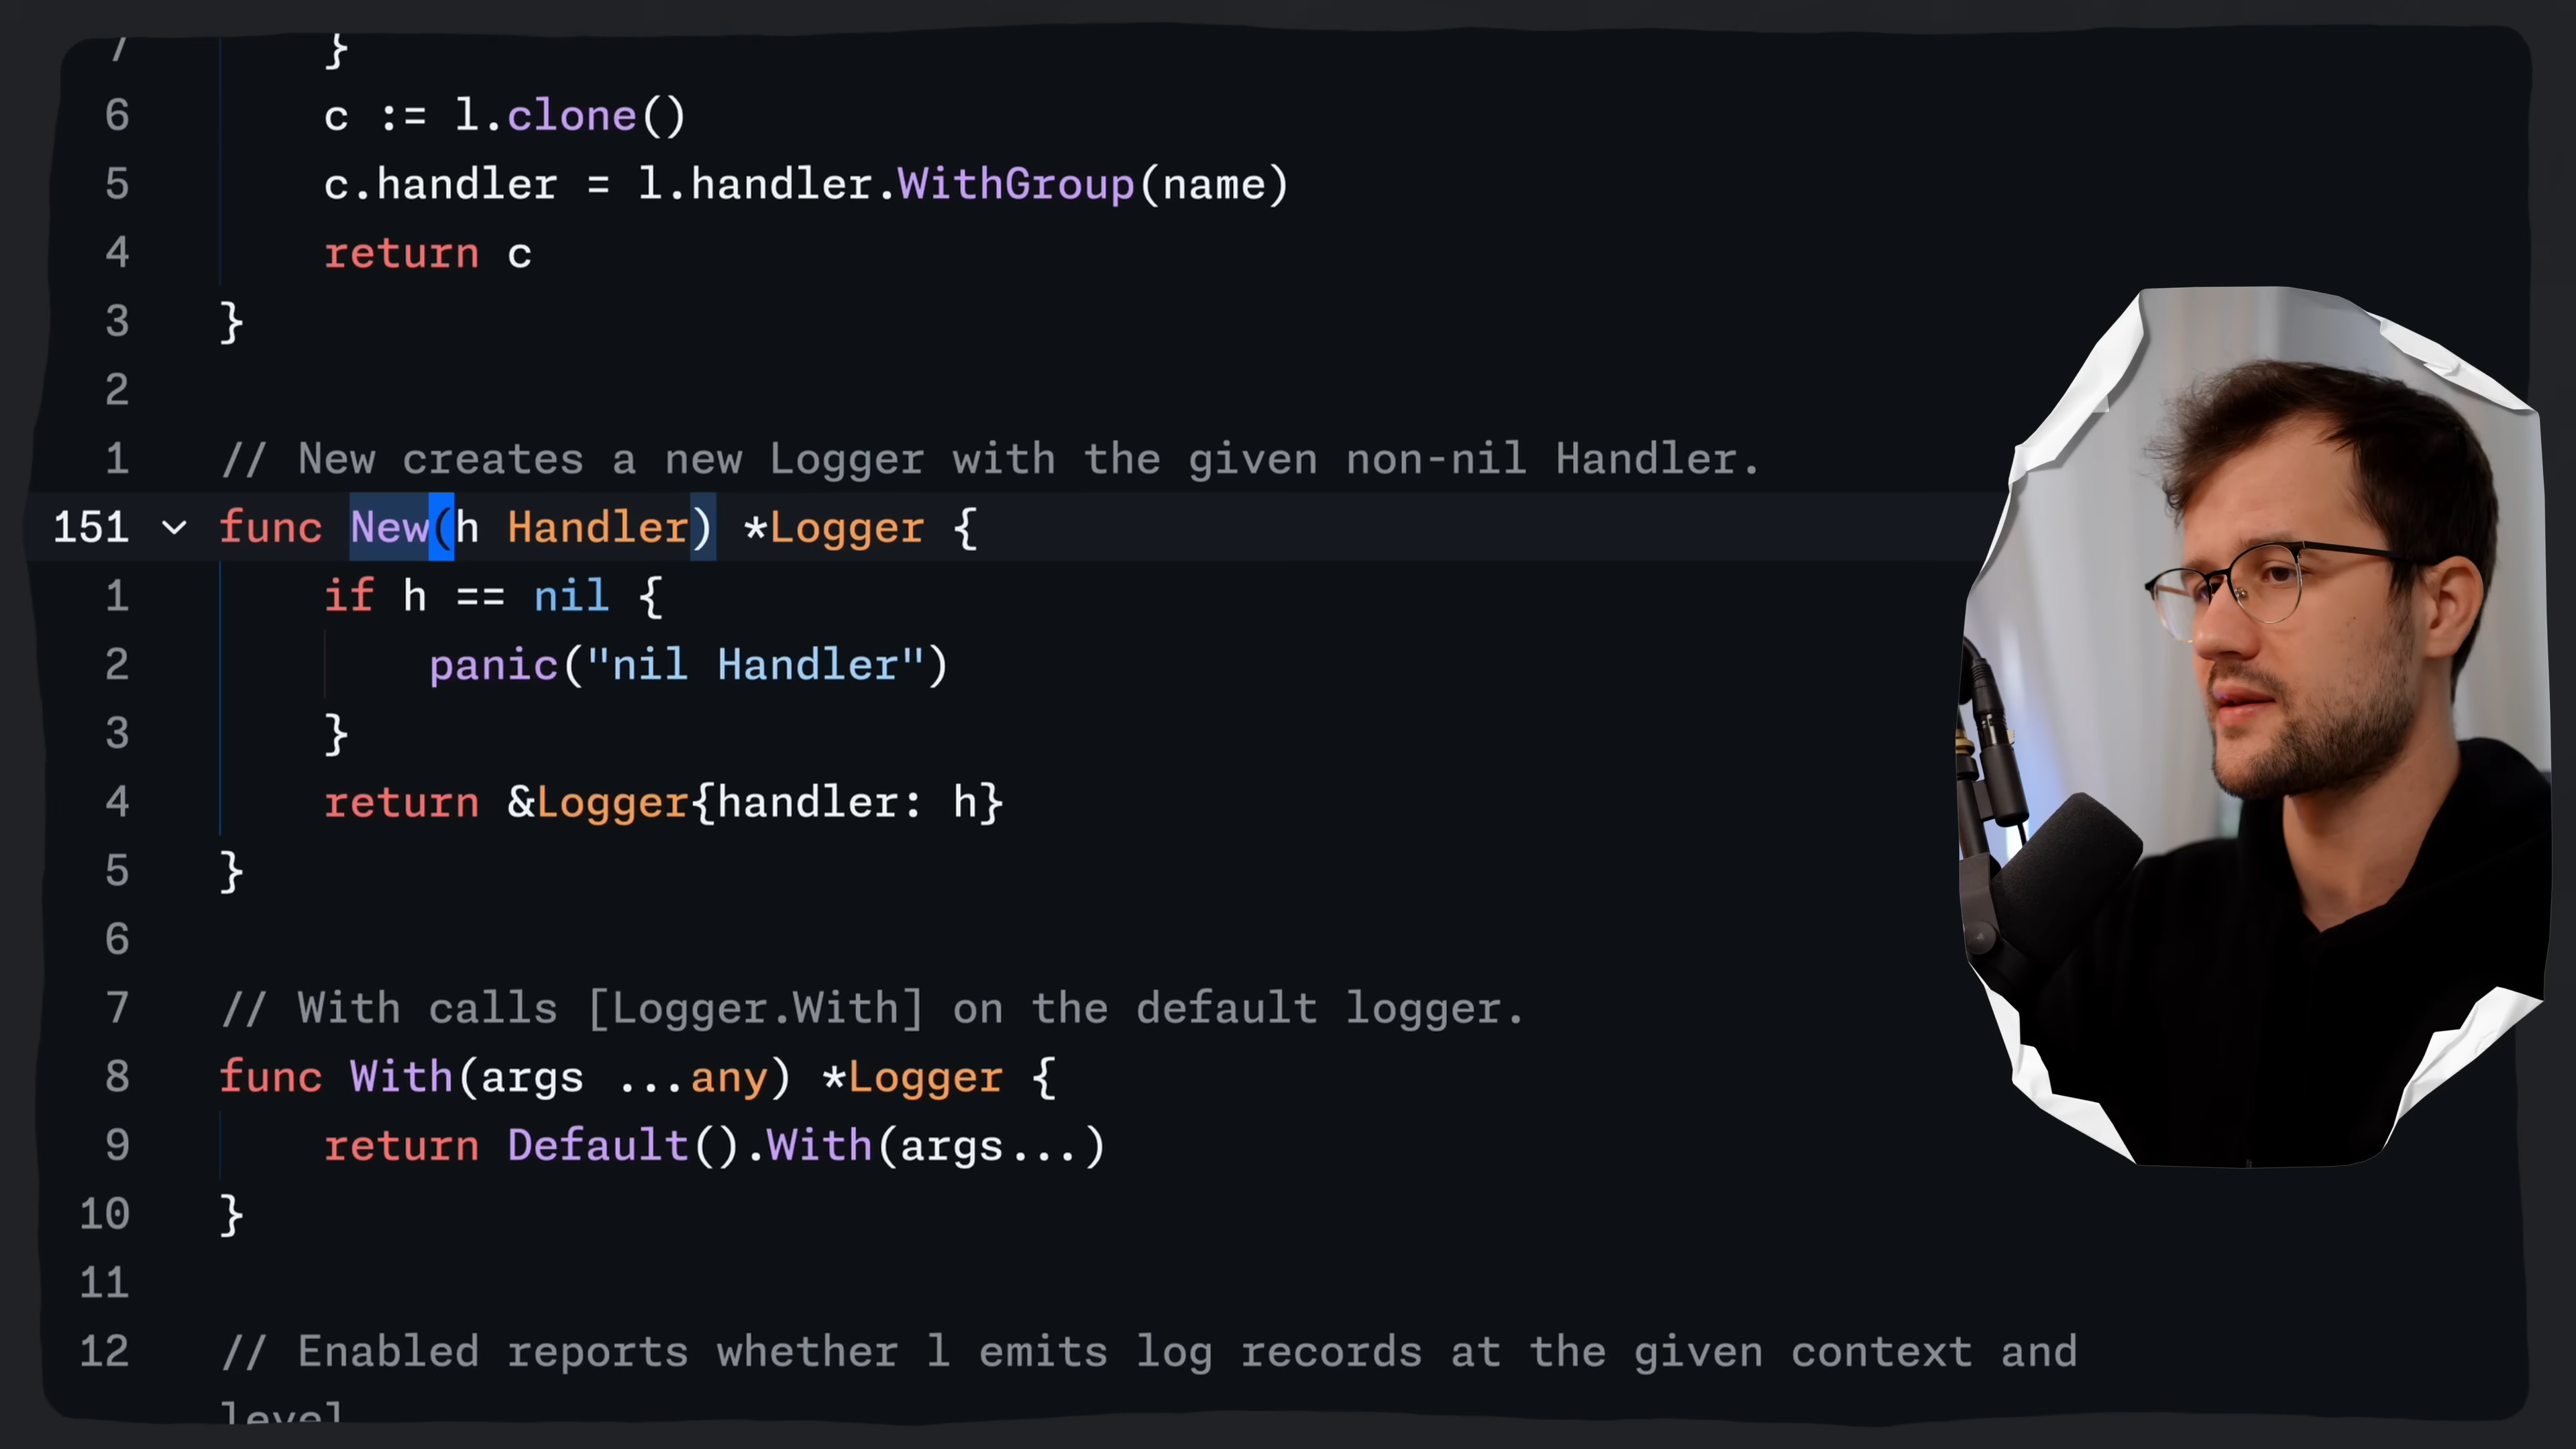 7 }
6 c := l.clone()
5 c.handler = l.handler.WithGroup(name)
4 return c
3 }
2
1 // New creates a new Logger with the given non-nil Handler.
151 func New(h Handler) *Logger {
1 if h == nil {
2 panic("nil Handler")
3 }
4 return &Logger{handler: h}
5 }
6
7 // With calls [Logger.With] on the default logger.
8 func With(args ...any) *Logger {
9 return Default().With(args...)
10 }
11
12 // Enabled reports whether l emits log records at the given context and
level